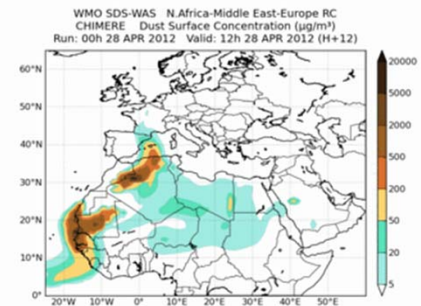 WMO SDS-WAS   N.Africa-Middle East-Europe RC
CHIMERE    Dust Surface Concentration (µg/m³)
Run: 00h 28 APR 2012   Valid: 12h 28 APR 2012 (H+12)
60°N
50°N
40°N
30°N
20°N
10°N
0°
20°W 10°W 0° 10°E 20°E 30°E 40°E 50°E
20000
5000
2000
500
200
50
20
5